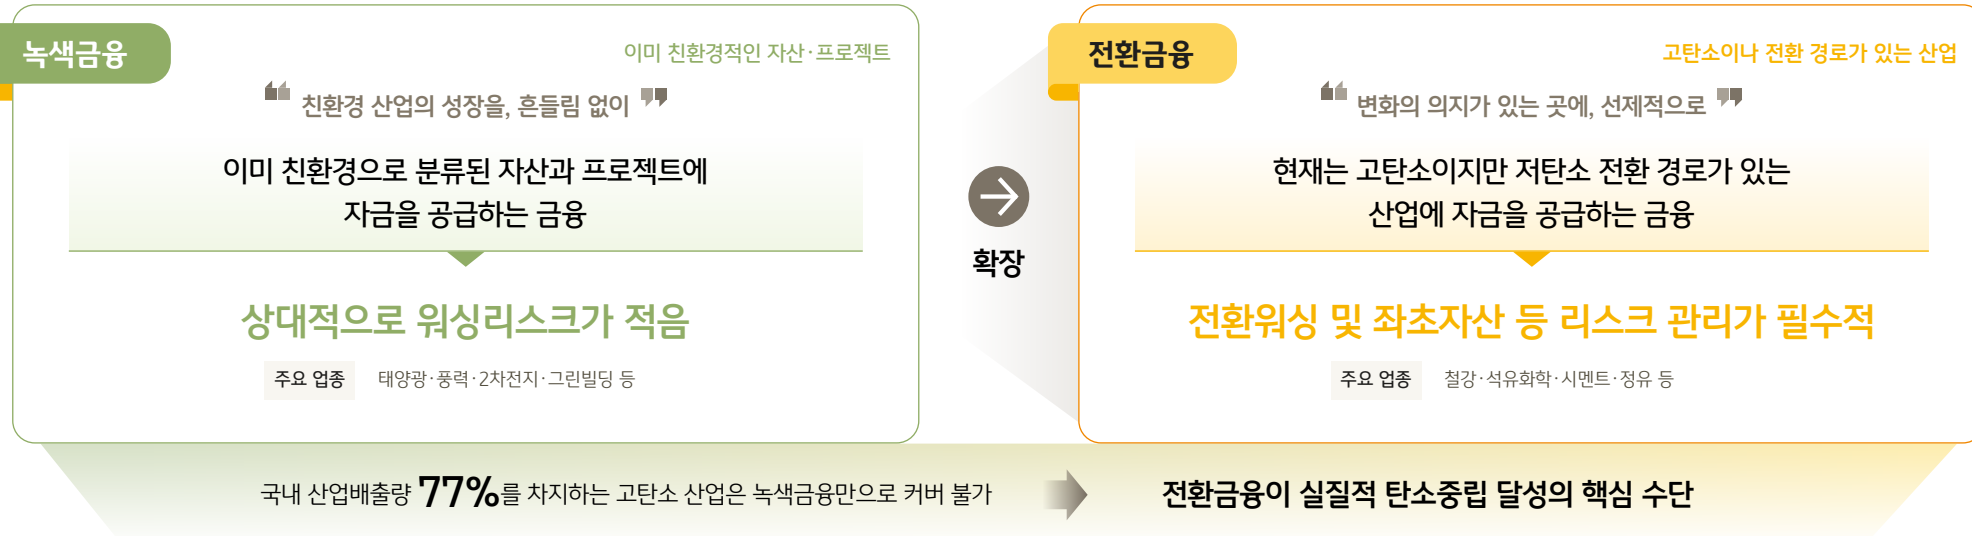 녹색금융
이미 친환경적인 자산·프로젝트
❝ 친환경 산업의 성장을, 흔들림 없이 ❞
이미 친환경으로 분류된 자산과 프로젝트에
자금을 공급하는 금융
상대적으로 워싱리스크가 적음
주요 업종 태양광·풍력·2차전지·그린빌딩 등
확장
전환금융
고탄소이나 전환 경로가 있는 산업
❝ 변화의 의지가 있는 곳에, 선제적으로 ❞
현재는 고탄소이지만 저탄소 전환 경로가 있는
산업에 자금을 공급하는 금융
전환워싱 및 좌초자산 등 리스크 관리가 필수적
주요 업종 철강·석유화학·시멘트·정유 등
국내 산업배출량 77%를 차지하는 고탄소 산업은 녹색금융만으로 커버 불가
전환금융이 실질적 탄소중립 달성의 핵심 수단